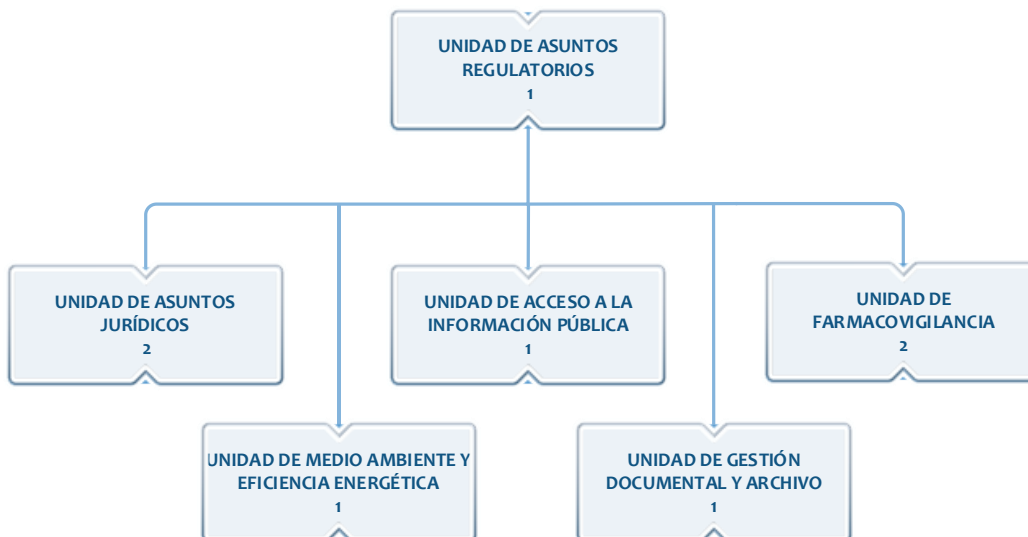 UNIDAD DE ASUNTOS
REGULATORIOS
1
UNIDAD DE ASUNTOS
JURÍDICOS
2
UNIDAD DE ACCESO A LA
INFORMACIÓN PÚBLICA
1
UNIDAD DE
FARMACOVIGILANCIA
2
UNIDAD DE MEDIO AMBIENTE Y
EFICIENCIA ENERGÉTICA
1
UNIDAD DE GESTIÓN
DOCUMENTAL Y ARCHIVO
1